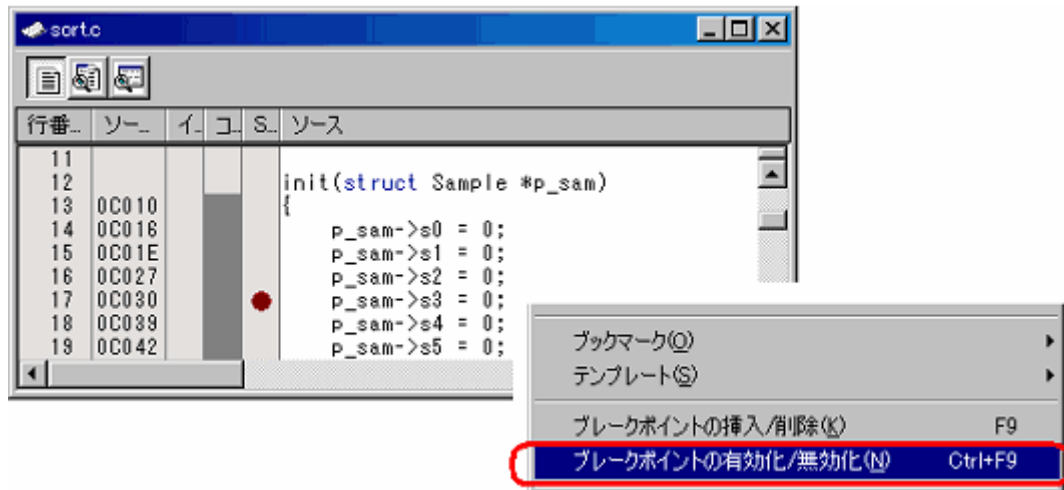 sort.c
行番... ソー... イ... コ... S... ソース
11
12 init(struct Sample *p_sam)
13 0C010 {
14 0C016 p_sam->s0 = 0;
15 0C01E p_sam->s1 = 0;
16 0C027 p_sam->s2 = 0;
17 0C030 p_sam->s3 = 0;
18 0C039 p_sam->s4 = 0;
19 0C042 p_sam->s5 = 0;
ブックマーク(O)
テンプレート(S)
ブレークポイントの挿入/削除(K) F9
ブレークポイントの有効化/無効化(N) Ctrl+F9